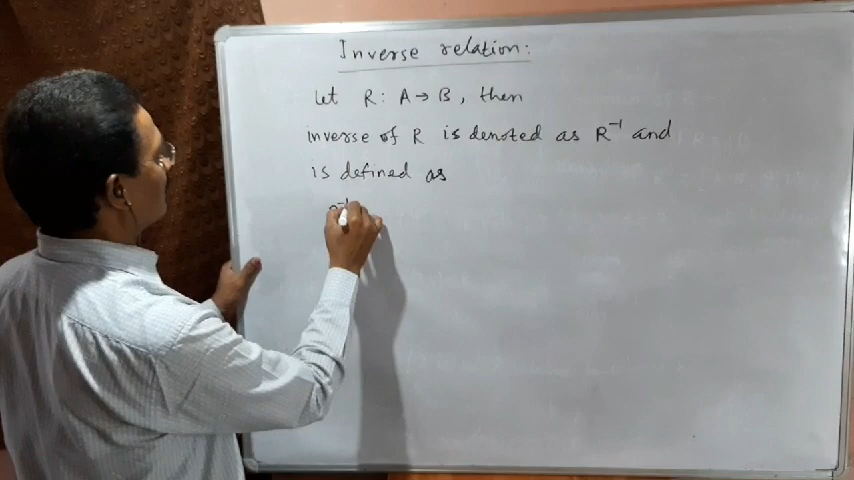 Inverse relation:
Let R: A → B, then
inverse of R is denoted as R⁻¹ and
is defined as